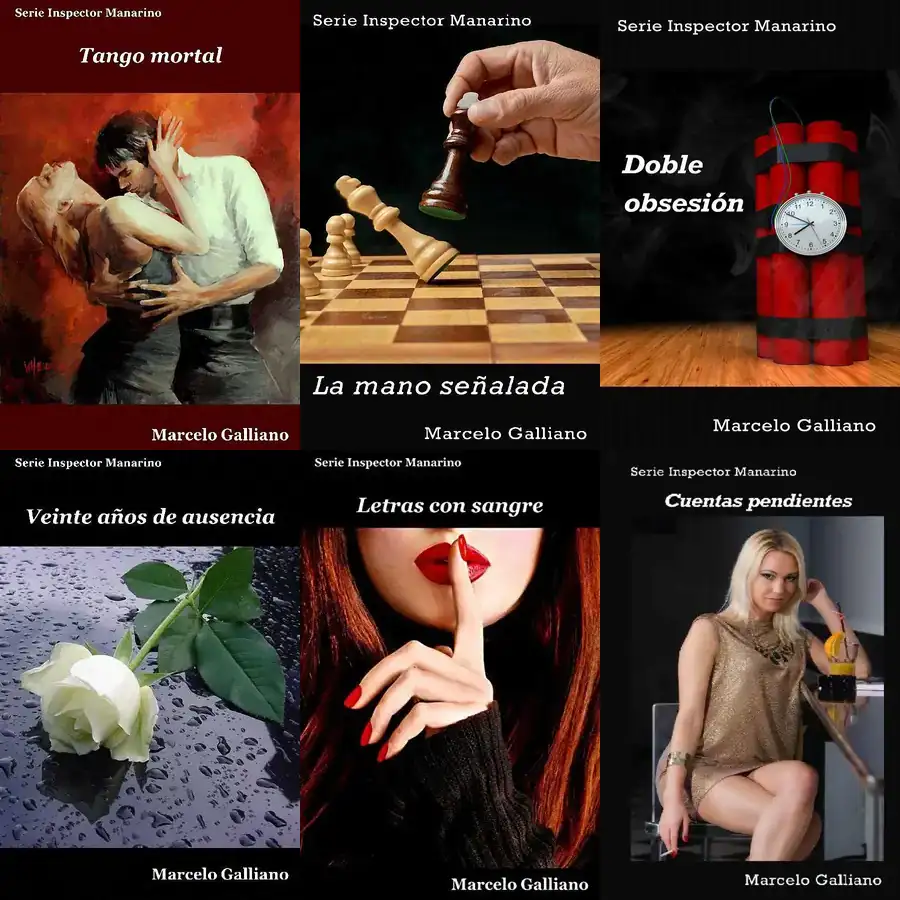 Serie Inspector Manarino
Tango mortal
Marcelo Galliano
Serie Inspector Manarino
La mano señalada
Marcelo Galliano
Serie Inspector Manarino
Doble
obsesión
12
Marcelo Galliano
Serie Inspector Manarino
Veinte años de ausencia
Marcelo Galliano
Serie Inspector Manarino
Letras con sangre
Marcelo Galliano
Serie Inspector Manarino
Cuentas pendientes
Marcelo Galliano